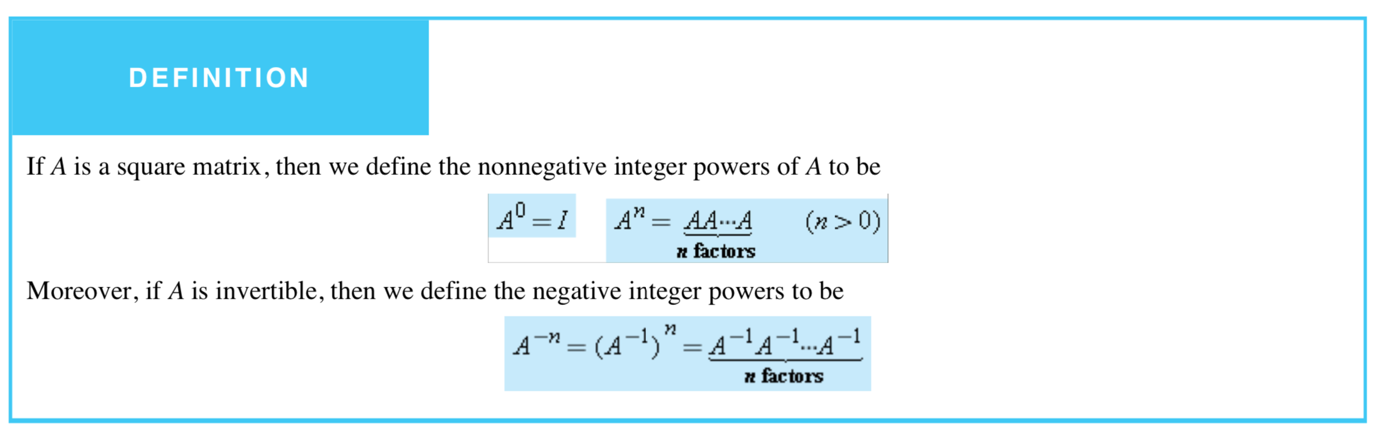 DEFINITION
If A is a square matrix, then we define the nonnegative integer powers of A to be
A⁰ = I    Aⁿ = AA···A    (n > 0)
n factors
Moreover, if A is invertible, then we define the negative integer powers to be
A⁻ⁿ = (A⁻¹)ⁿ = A⁻¹A⁻¹...A⁻¹
n factors